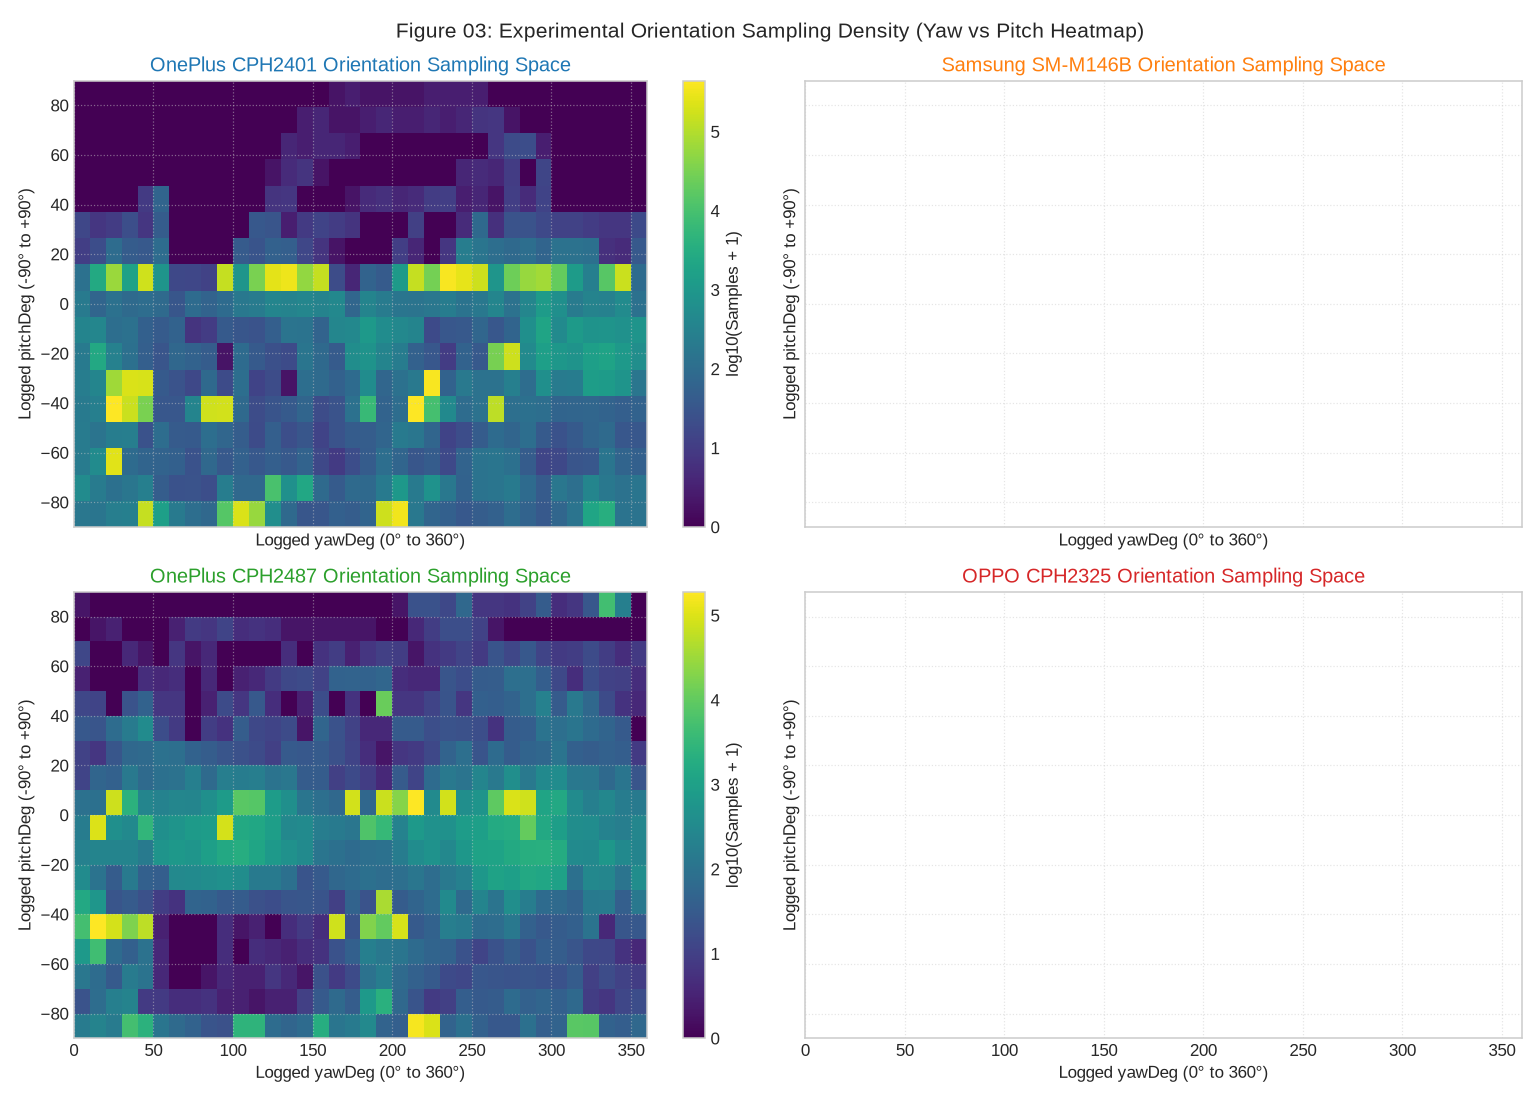 Figure 03: Experimental Orientation Sampling Density (Yaw vs Pitch Heatmap)
OnePlus CPH2401 Orientation Sampling Space
Logged pitchDeg (-90° to +90°)
80
60
40
20
0
−20
−40
−60
−80
Logged yawDeg (0° to 360°)
5
4
3
2
1
0
log10(Samples + 1)
Samsung SM-M146B Orientation Sampling Space
Logged pitchDeg (-90° to +90°)
Logged yawDeg (0° to 360°)
OnePlus CPH2487 Orientation Sampling Space
Logged pitchDeg (-90° to +90°)
80
60
40
20
0
−20
−40
−60
−80
0 50 100 150 200 250 300 350
Logged yawDeg (0° to 360°)
5
4
3
2
1
0
log10(Samples + 1)
OPPO CPH2325 Orientation Sampling Space
Logged pitchDeg (-90° to +90°)
0 50 100 150 200 250 300 350
Logged yawDeg (0° to 360°)